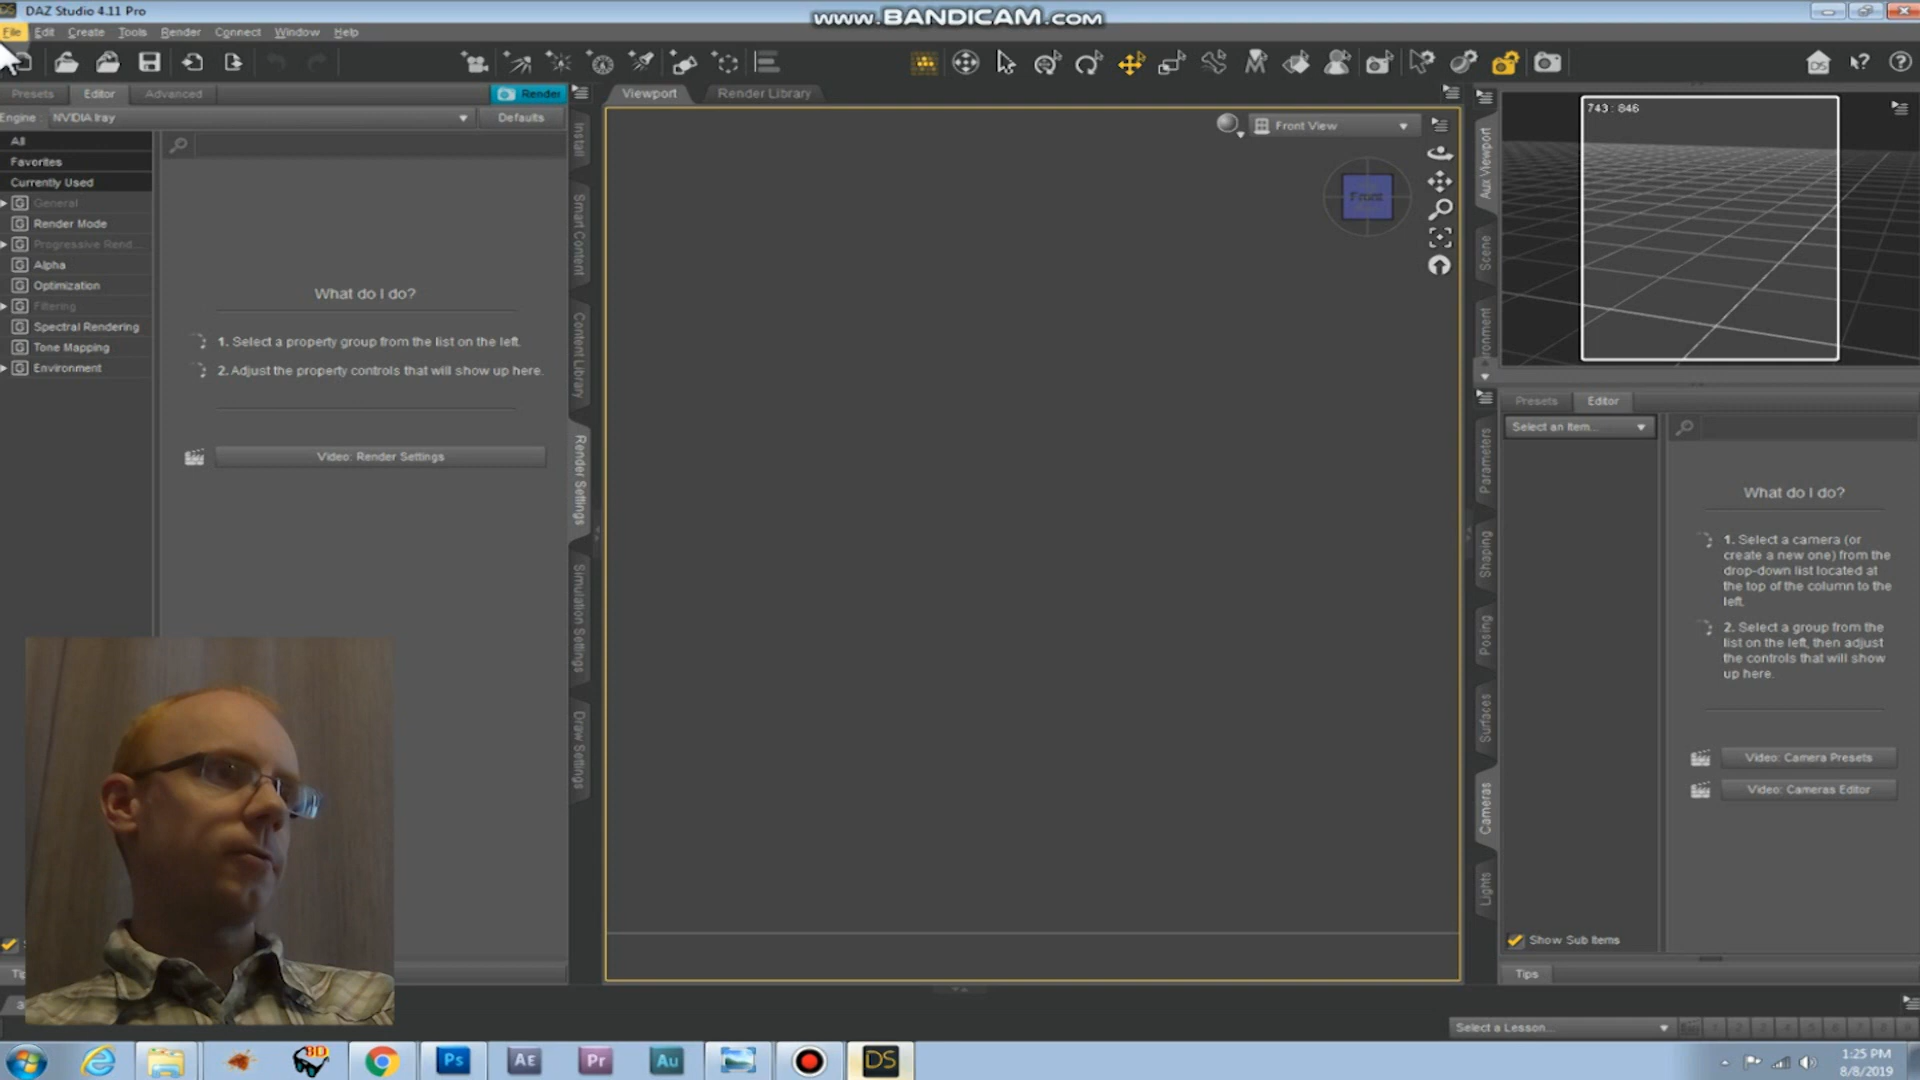 DAZ Studio 4.11 Pro
www.BANDICAM.com
File Edit Create Tools Render Connect Window Help
Presets Editor Advanced Render
Viewport Render Library
Engine : NVIDIA Iray Defaults
All
Favorites
Currently Used
General
Render Mode
Progressive Rend...
Alpha
Optimization
Filtering
Spectral Rendering
Tone Mapping
Environment
What do I do?
1. Select a property group from the list on the left.
2. Adjust the property controls that will show up here.
Video: Render Settings
Install
Smart Content
Content Library
Render Settings
Simulation Settings
Draw Settings
Front View
Front
743 : 846
Aux Viewport
Scene
Presets Editor
Select an Item...
Parameters
Shaping
Posing
Surfaces
Cameras
Lights
What do I do?
1. Select a camera (or
create a new one) from the
drop-down list located at
the top of the column to the
left.
2. Select a group from the
list on the left, then adjust
the controls that will show
up here.
Video: Camera Presets
Video: Cameras Editor
Show Sub Items
Tips
Select a Lesson...
Ps AE Pr Au DS
1:25 PM
8/8/2019